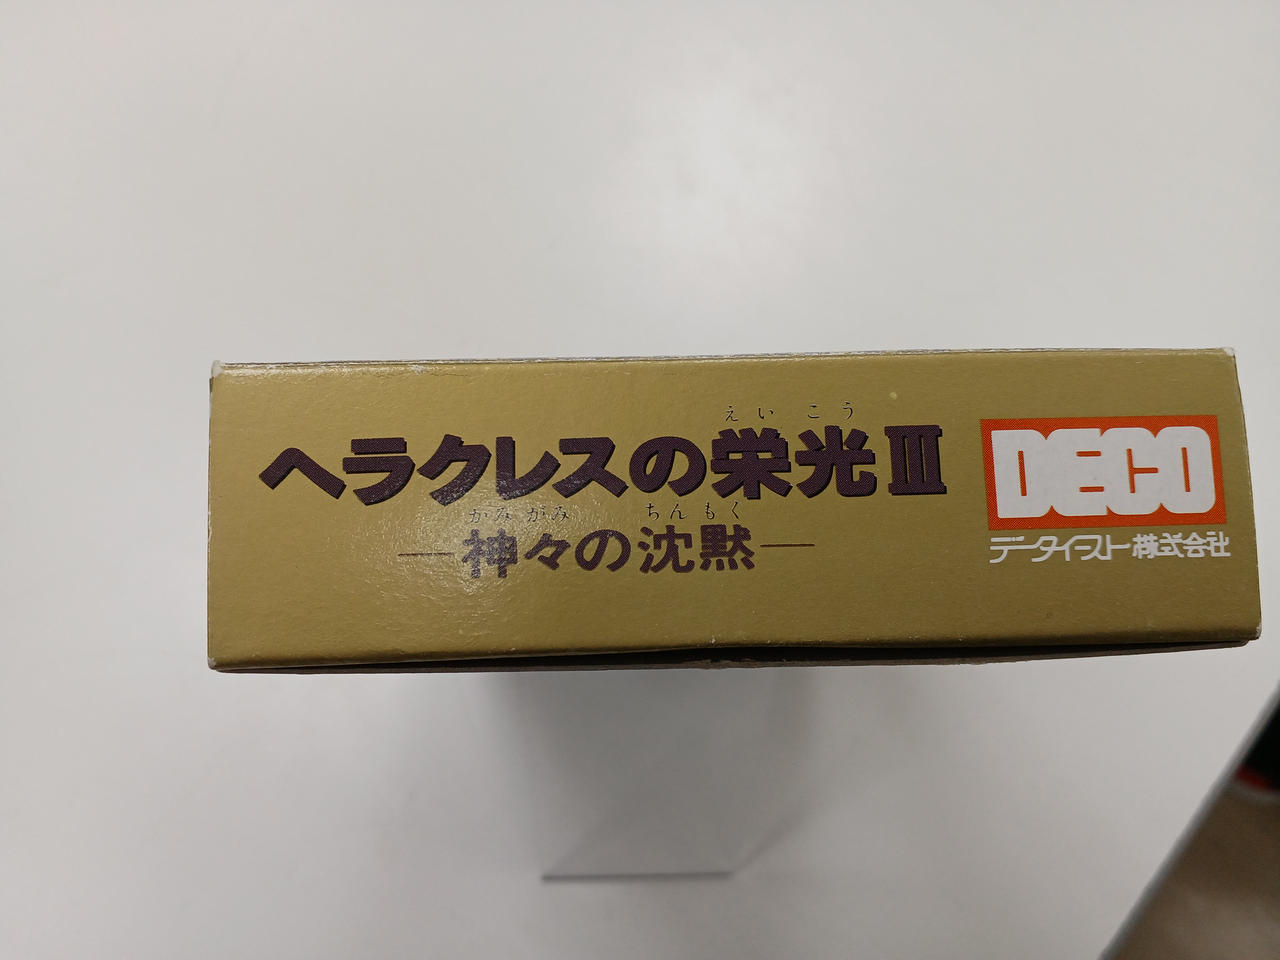 えいこう
ヘラクレスの栄光III
かみがみ ちんもく
—神々の沈黙—
DECO
データイースト株式会社